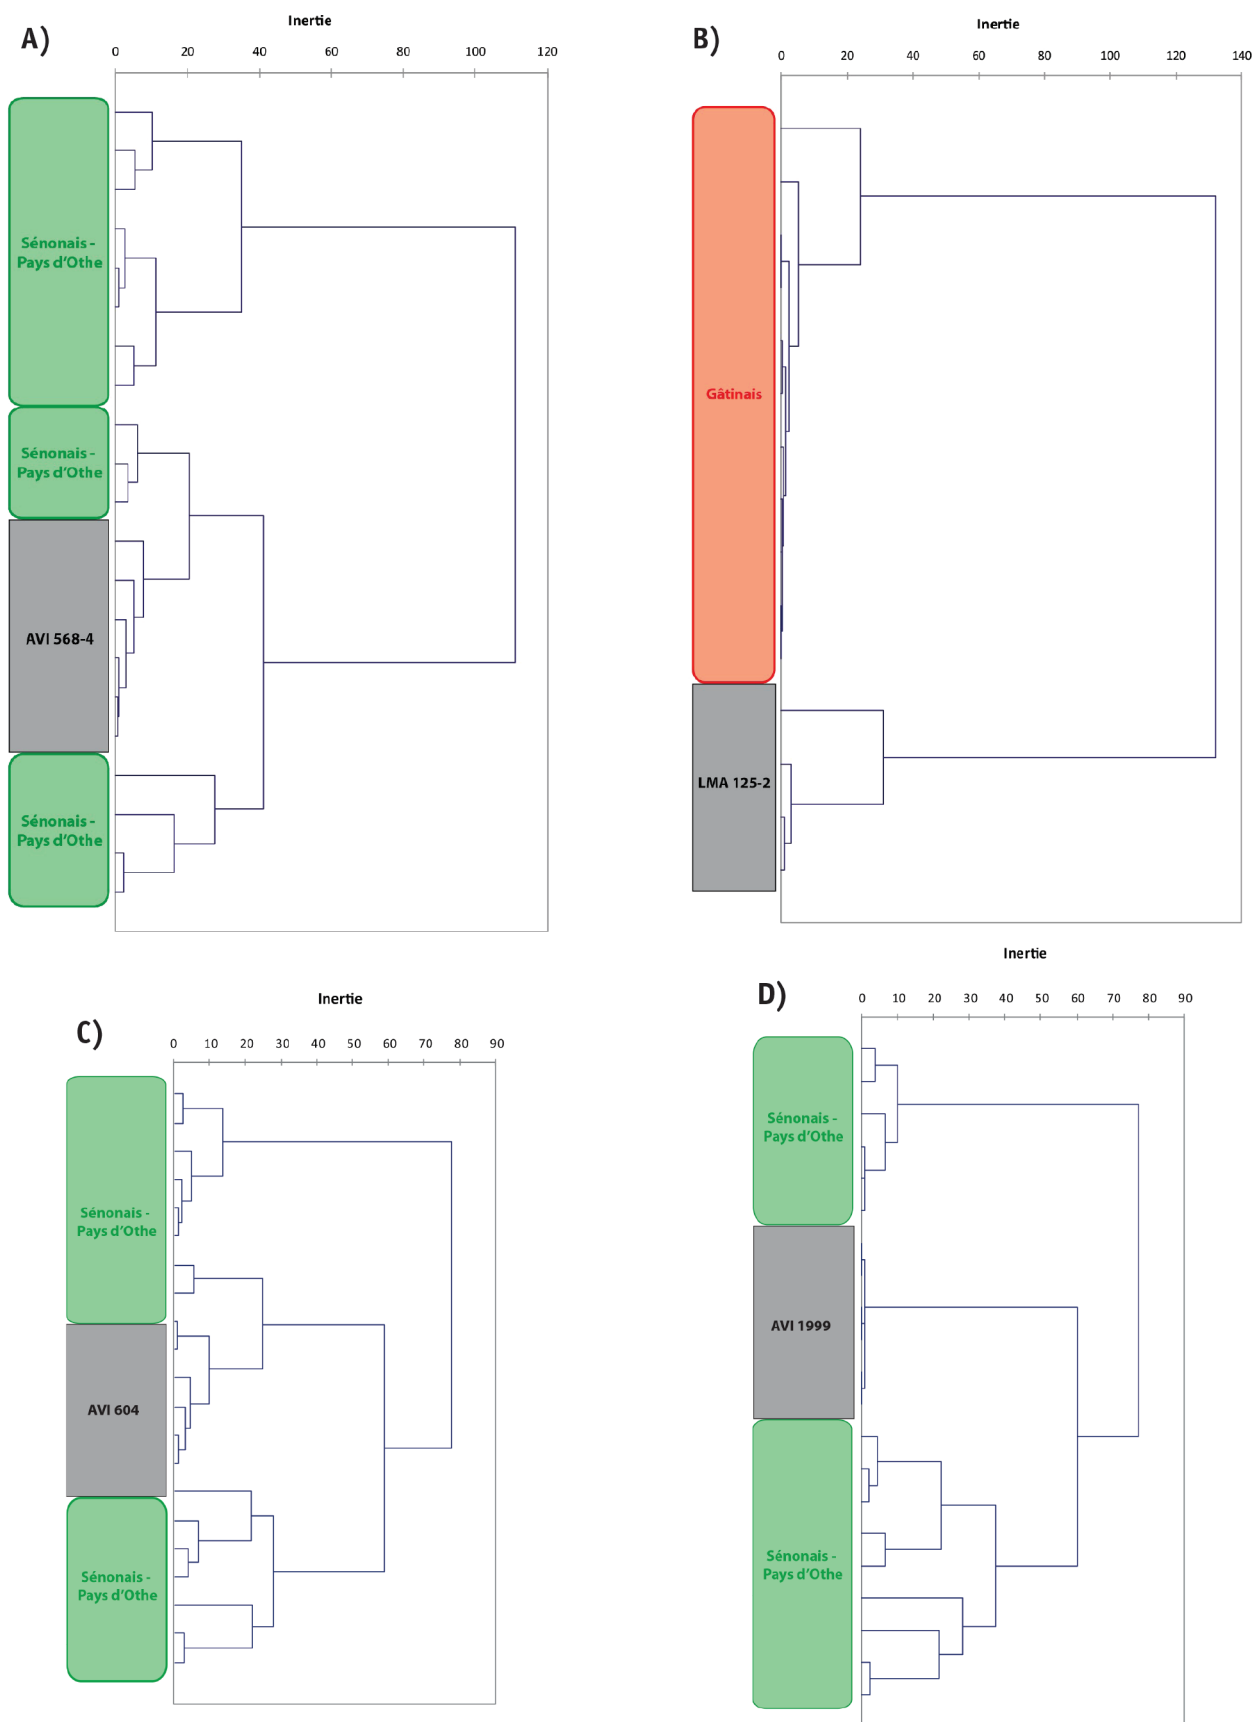 A)
Inertie
0 20 40 60 80 100 120
Sénonais -
Pays d'Othe
Sénonais -
Pays d'Othe
AVI 568-4
Sénonais -
Pays d'Othe
B)
Inertie
0 20 40 60 80 100 120 140
Gâtinais
LMA 125-2
C)
Inertie
0 10 20 30 40 50 60 70 80 90
Sénonais -
Pays d'Othe
AVI 604
Sénonais -
Pays d'Othe
D)
Inertie
0 10 20 30 40 50 60 70 80 90
Sénonais -
Pays d'Othe
AVI 1999
Sénonais -
Pays d'Othe